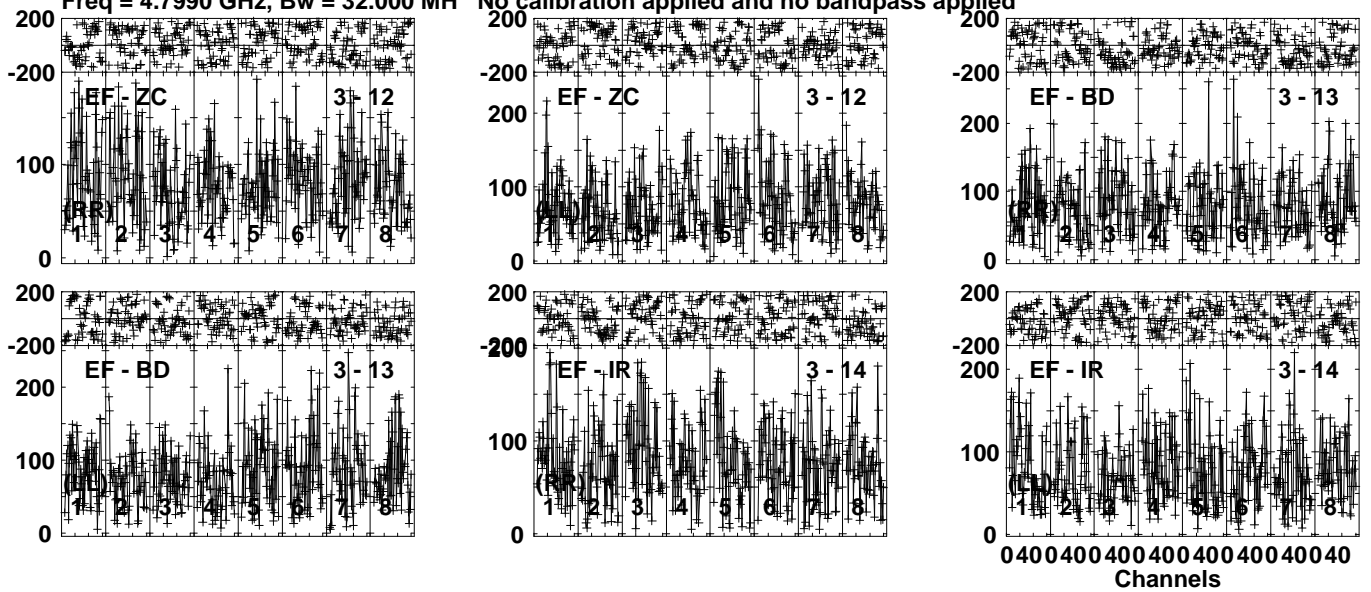 Freq = 4.7990 GHz, Bw = 32.000 MH No calibration applied and no bandpass applied
200 200 200
-200 -200 -200
EF - ZC 3 - 12 EF - ZC 3 - 12 EF - BD 3 - 13
200 200
100 100 100
(RR) (LL) (RR)
1 2 3 4 5 6 7 8 1 2 3 4 5 6 7 8 1 2 3 4 5 6 7 8
0 0 0
200 200 200
-200 -200 -200
200
EF - BD 3 - 13 EF - IR 3 - 14 EF - IR 3 - 14
200 200
100 100 100
(LL) (RR) (LL)
1 2 3 4 5 6 7 8 1 2 3 4 5 6 7 8 1 2 3 4 5 6 7 8
0 0 0
0 40 0 40 0 40 0 40 0 40 0 40 0 40 0 40
Channels